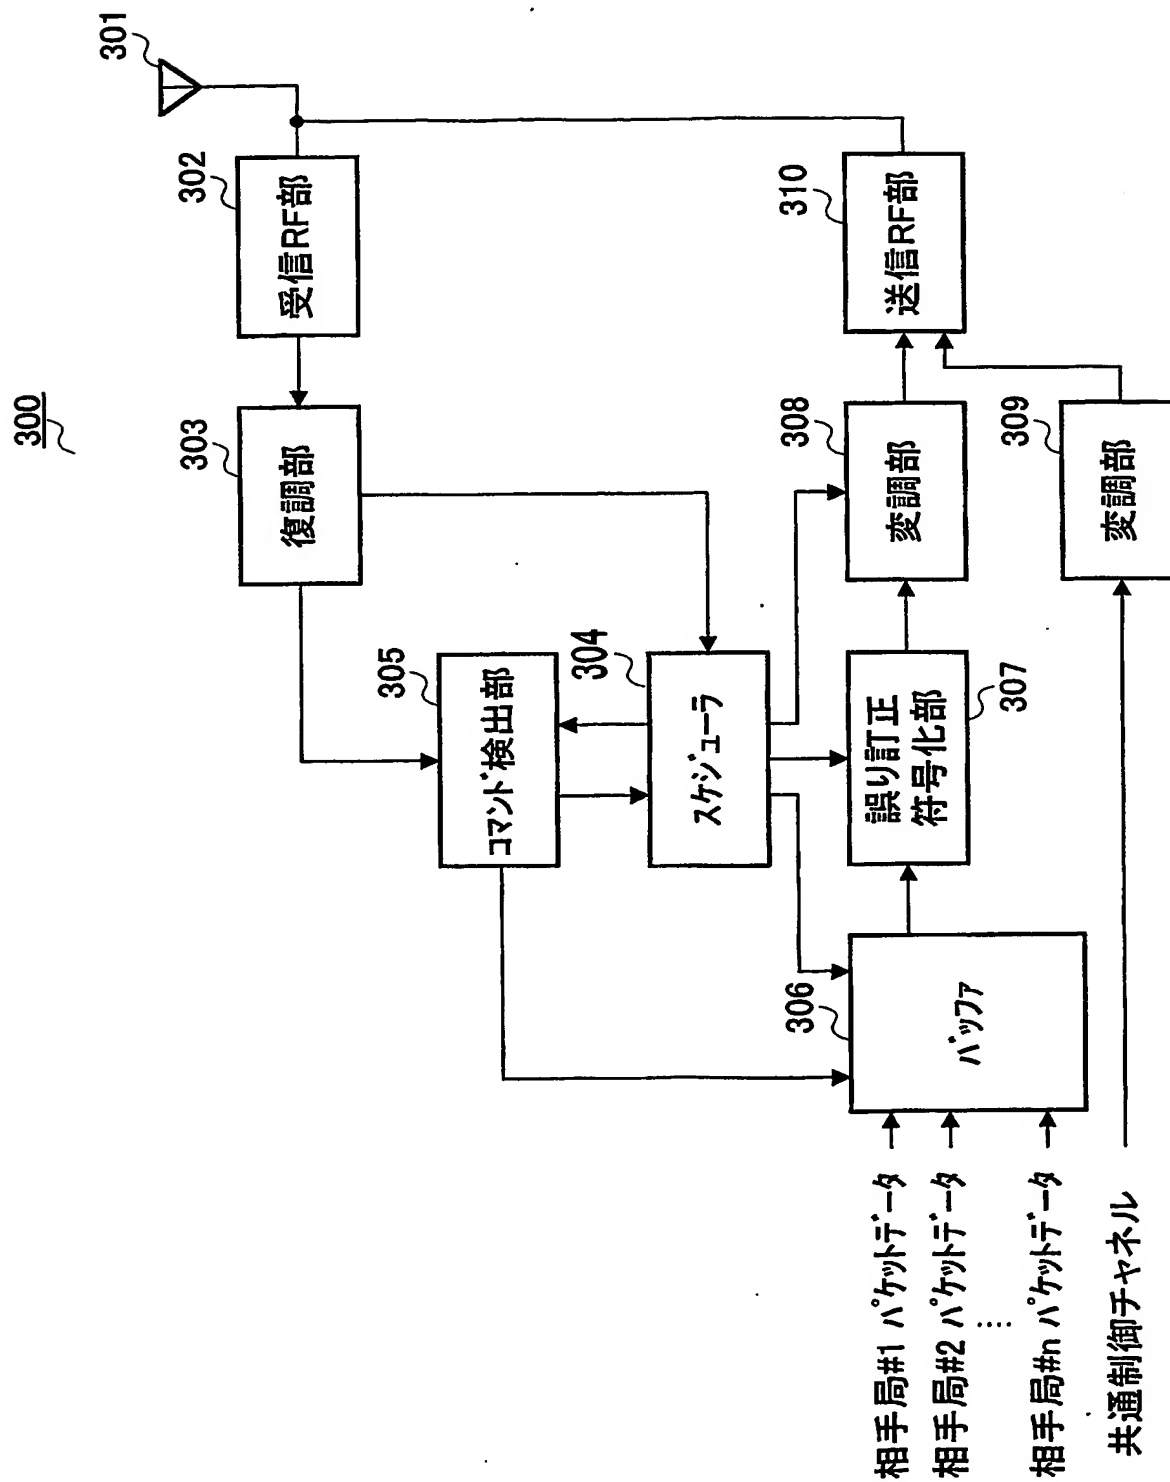 300
301
302
受信RF部
303
復調部
305
コマンド検出部
304
スケジューラ
306
バッファ
307
誤り訂正
符号化部
308
変調部
309
変調部
310
送信RF部
相手局#1 パケットデータ
相手局#2 パケットデータ
....
相手局#n パケットデータ
共通制御チャネル